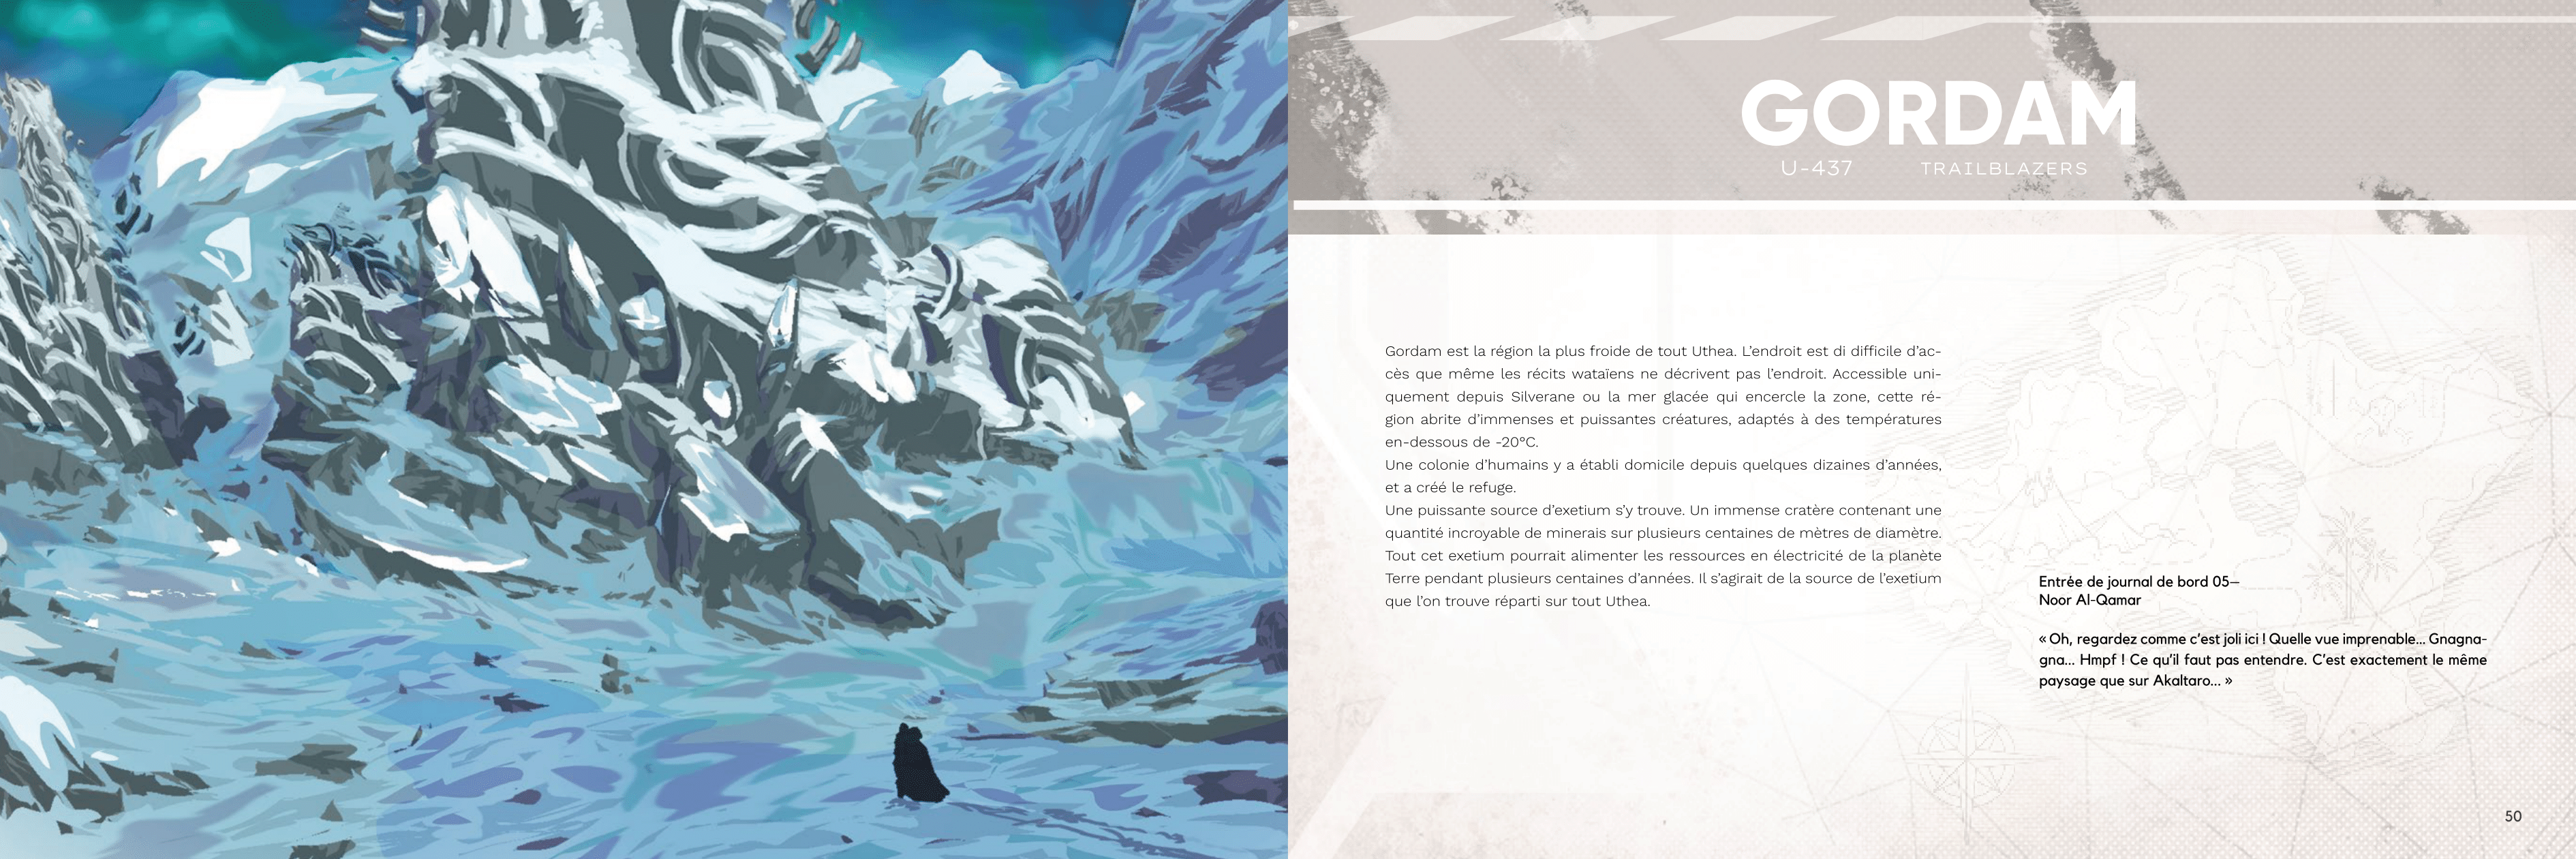 GORDAM
U-437 TRAILBLAZERS
Gordam est la région la plus froide de tout Uthea. L’endroit est di difficile d’ac-
cès que même les récits wataïens ne décrivent pas l’endroit. Accessible uni-
quement depuis Silverane ou la mer glacée qui encercle la zone, cette ré-
gion abrite d’immenses et puissantes créatures, adaptés à des températures
en-dessous de -20°C.
Une colonie d’humains y a établi domicile depuis quelques dizaines d’années,
et a créé le refuge.
Une puissante source d’exetium s’y trouve. Un immense cratère contenant une
quantité incroyable de minerais sur plusieurs centaines de mètres de diamètre.
Tout cet exetium pourrait alimenter les ressources en électricité de la planète
Terre pendant plusieurs centaines d’années. Il s’agirait de la source de l’exetium
que l’on trouve réparti sur tout Uthea.
Entrée de journal de bord 05–
Noor Al-Qamar
« Oh, regardez comme c’est joli ici ! Quelle vue imprenable... Gnagna-
gna... Hmpf ! Ce qu’il faut pas entendre. C’est exactement le même
paysage que sur Akaltaro... »
50